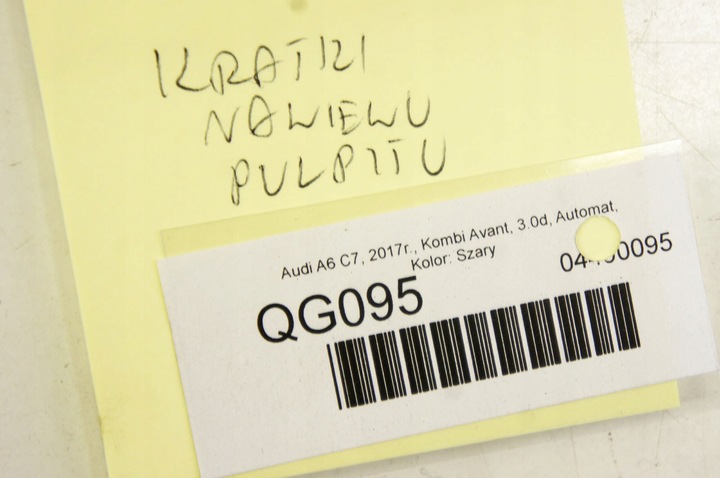 KRATKI
NAWIEWU
PULPITU
Audi A6 C7, 2017r., Kombi Avant, 3.0d, Automat,
Kolor: Szary
QG095